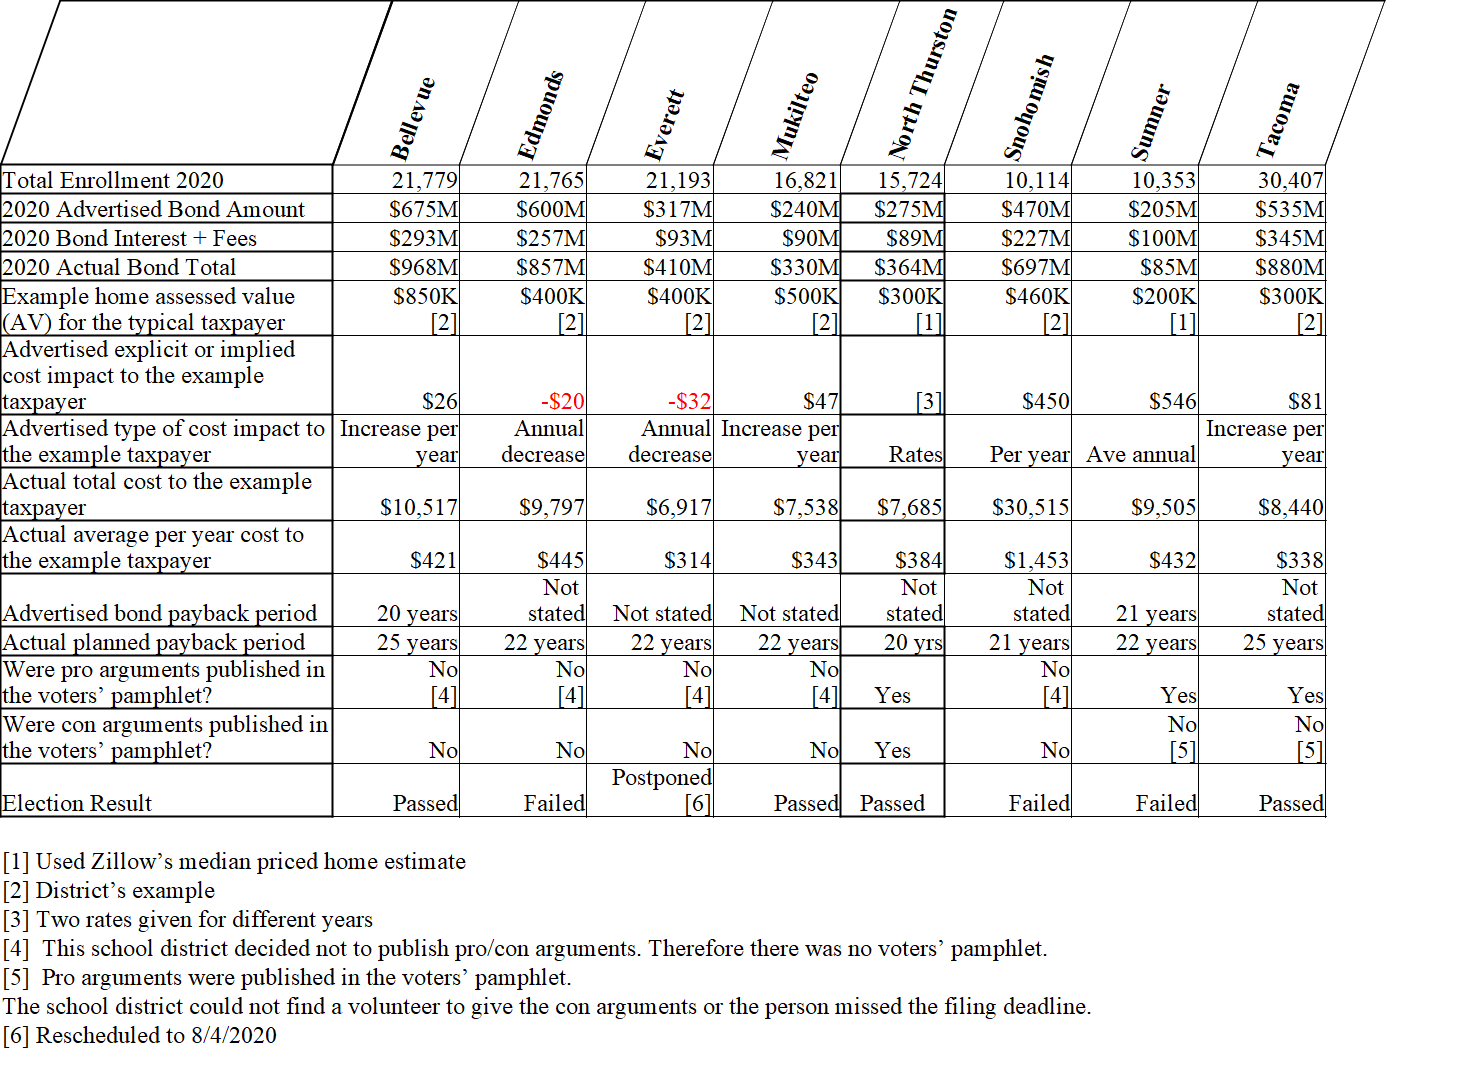 Bellevue Edmonds Everett Mukilteo North Thurston Snohomish Sumner Tacoma
Total Enrollment 2020 21,779 21,765 21,193 16,821 15,724 10,114 10,353 30,407
2020 Advertised Bond Amount $675M $600M $317M $240M $275M $470M $205M $535M
2020 Bond Interest + Fees $293M $257M $93M $90M $89M $227M $100M $345M
2020 Actual Bond Total $968M $857M $410M $330M $364M $697M $85M $880M
Example home assessed value $850K $400K $400K $500K $300K $460K $200K $300K
(AV) for the typical taxpayer [2] [2] [2] [2] [1] [2] [1] [2]
Advertised explicit or implied
cost impact to the example
taxpayer $26 -$20 -$32 $47 [3] $450 $546 $81
Advertised type of cost impact to Increase per Annual Annual Increase per Increase per
the example taxpayer year decrease decrease year Rates Per year Ave annual year
Actual total cost to the example
taxpayer $10,517 $9,797 $6,917 $7,538 $7,685 $30,515 $9,505 $8,440
Actual average per year cost to
the example taxpayer $421 $445 $314 $343 $384 $1,453 $432 $338
Not Not Not Not
Advertised bond payback period 20 years stated Not stated Not stated stated stated 21 years stated
Actual planned payback period 25 years 22 years 22 years 22 years 20 yrs 21 years 22 years 25 years
Were pro arguments published in No No No No No
the voters’ pamphlet? [4] [4] [4] [4] Yes [4] Yes Yes
Were con arguments published in No No
the voters’ pamphlet? No No No No Yes No [5] [5]
Postponed
Election Result Passed Failed [6] Passed Passed Failed Failed Passed
[1] Used Zillow’s median priced home estimate
[2] District’s example
[3] Two rates given for different years
[4] This school district decided not to publish pro/con arguments. Therefore there was no voters’ pamphlet.
[5] Pro arguments were published in the voters’ pamphlet.
The school district could not find a volunteer to give the con arguments or the person missed the filing deadline.
[6] Rescheduled to 8/4/2020